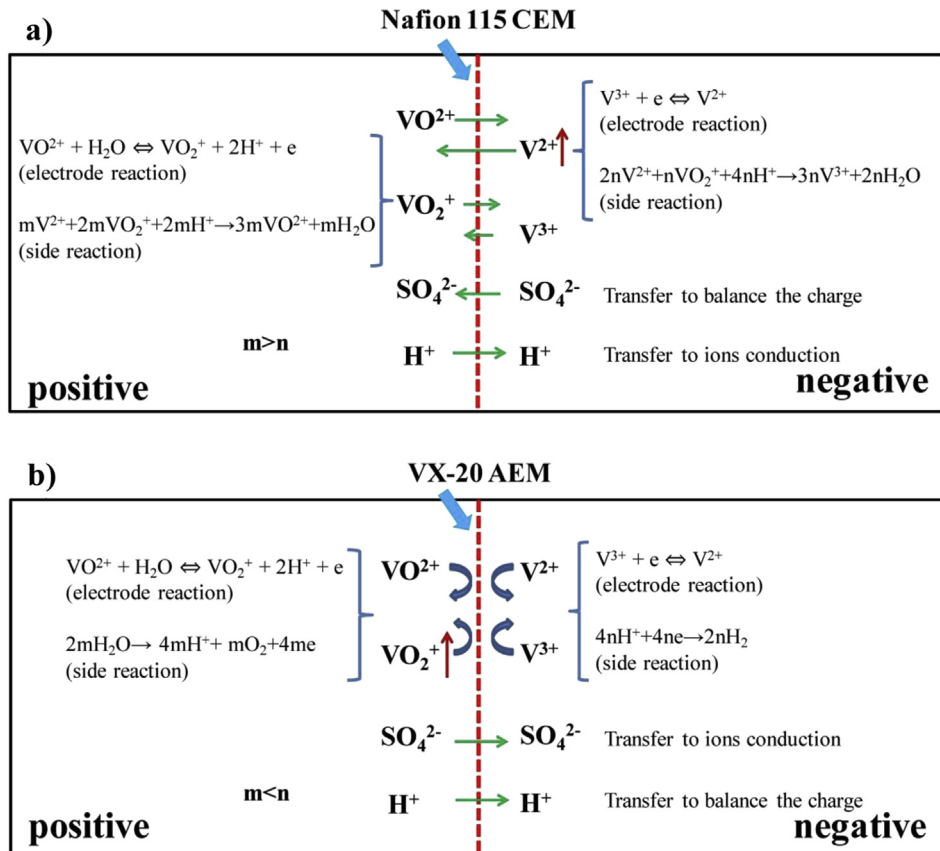 a)
Nafion 115 CEM
VO²⁺
V²⁺
V³⁺ + e ⇔ V²⁺
(electrode reaction)
2nV²⁺+nVO₂⁺+4nH⁺→3nV³⁺+2nH₂O
(side reaction)
VO²⁺ + H₂O ⇔ VO₂⁺ + 2H⁺ + e
(electrode reaction)
mV²⁺+2mVO₂⁺+2mH⁺→3mVO²⁺+mH₂O
(side reaction)
VO₂⁺
V³⁺
SO₄²⁻ SO₄²⁻ Transfer to balance the charge
m>n
H⁺ H⁺ Transfer to ions conduction
positive negative
b)
VX-20 AEM
VO²⁺ + H₂O ⇔ VO₂⁺ + 2H⁺ + e
(electrode reaction)
2mH₂O→ 4mH⁺+ mO₂+4me
(side reaction)
VO²⁺ V²⁺
VO₂⁺ V³⁺
V³⁺ + e ⇔ V²⁺
(electrode reaction)
4nH⁺+4ne→2nH₂
(side reaction)
SO₄²⁻ SO₄²⁻ Transfer to ions conduction
m<n
H⁺ H⁺ Transfer to balance the charge
positive negative